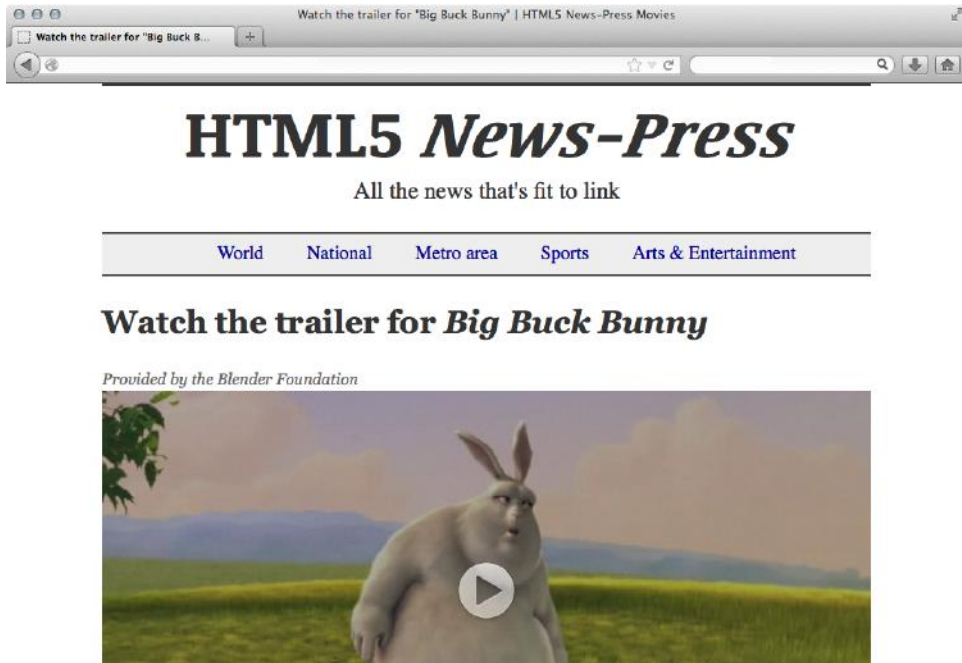 Watch the trailer for "Big Buck Bunny" | HTML5 News-Press Movies
Watch the trailer for "Big Buck B...
HTML5 News-Press
All the news that's fit to link
World National Metro area Sports Arts & Entertainment
Watch the trailer for Big Buck Bunny
Provided by the Blender Foundation